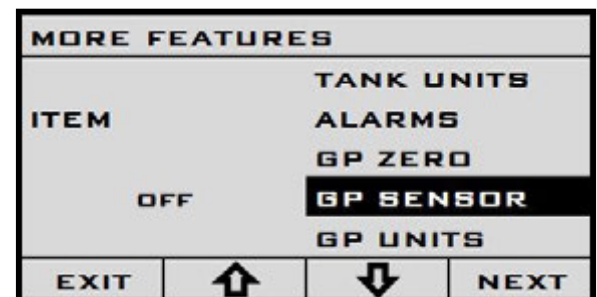 MORE FEATURES
TANK UNITS
ITEM ALARMS
GP ZERO
OFF GP SENSOR
GP UNITS
EXIT NEXT